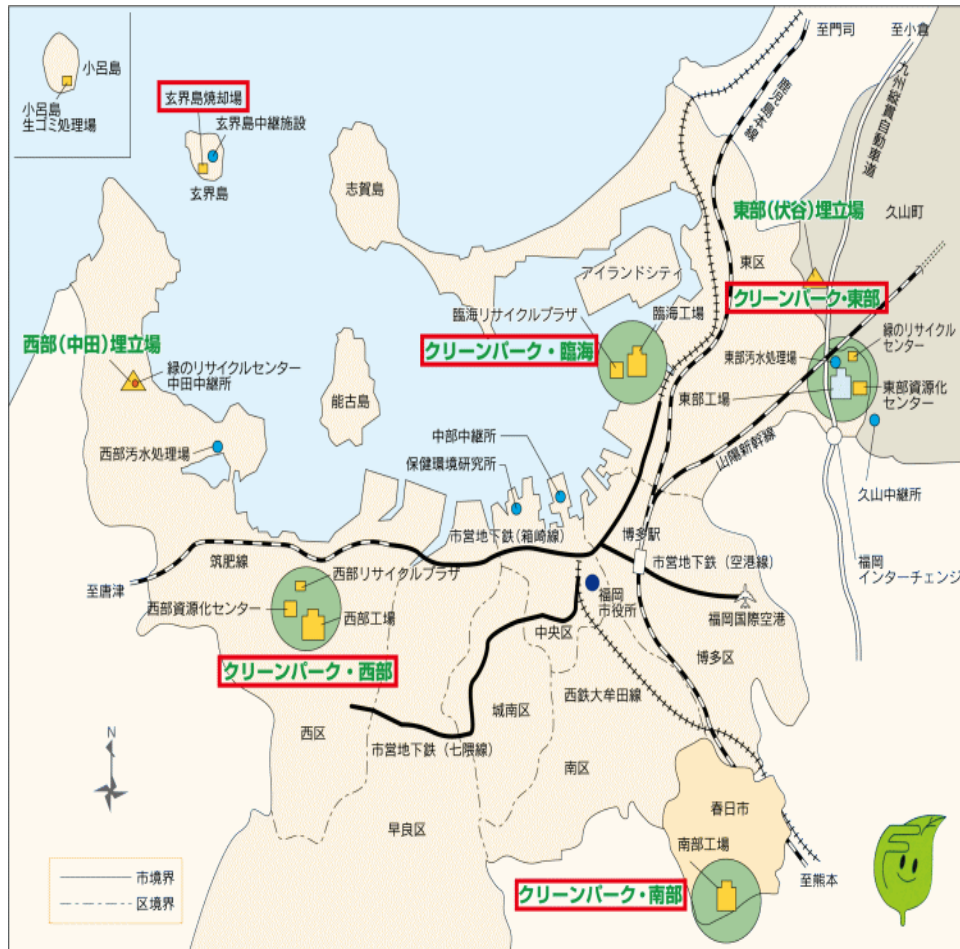 小呂島
小呂島
生ゴミ処理場
玄界島焼却場
玄界島中継施設
玄界島
志賀島
至門司
至小倉
鹿児島本線
九州縦貫自動車道
東部(伏谷)埋立場
久山町
東区
アイランドシティ
クリーンパーク・東部
臨海リサイクルプラザ
臨海工場
クリーンパーク・臨海
緑のリサイクル
センター
東部汚水処理場
東部工場
東部資源化
センター
西部(中田)埋立場
緑のリサイクルセンター
中田中継所
能古島
西部汚水処理場
中部中継所
保健環境研究所
山陽新幹線
久山中継所
市営地下鉄(箱崎線)
博多駅
市営地下鉄(空港線)
福岡
インターチェンジ
筑肥線
至唐津
西部リサイクルプラザ
西部資源化センター
西部工場
福岡
市役所
福岡国際空港
中央区
博多区
クリーンパーク・西部
西鉄大牟田線
城南区
西区
市営地下鉄(七隈線)
南区
N
春日市
早良区
南部工場
至熊本
クリーンパーク・南部
市境界
区境界